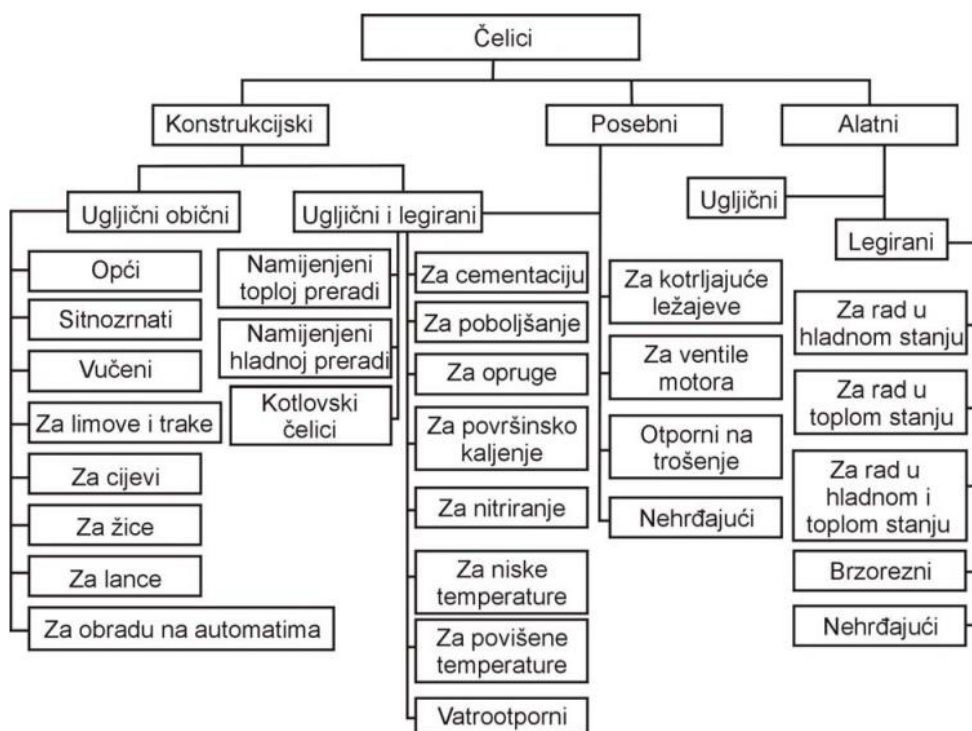 Čelici
Konstrukcijski
Posebni
Alatni
Ugljični obični
Ugljični i legirani
Ugljični
Legirani
Opći
Sitnozrnati
Vučeni
Za limove i trake
Za cijevi
Za žice
Za lance
Za obradu na automatima
Namijenjeni
toploj preradi
Namijenjeni
hladnoj preradi
Kotlovski
čelici
Za cementaciju
Za poboljšanje
Za opruge
Za površinsko
kaljenje
Za nitriranje
Za niske
temperature
Za povišene
temperature
Vatrootporni
Za kotrljajuće
ležajeve
Za ventile
motora
Otporni na
trošenje
Nehrđajući
Za rad u
hladnom stanju
Za rad u
toplom stanju
Za rad u
hladnom i
toplom stanju
Brzorezni
Nehrđajući